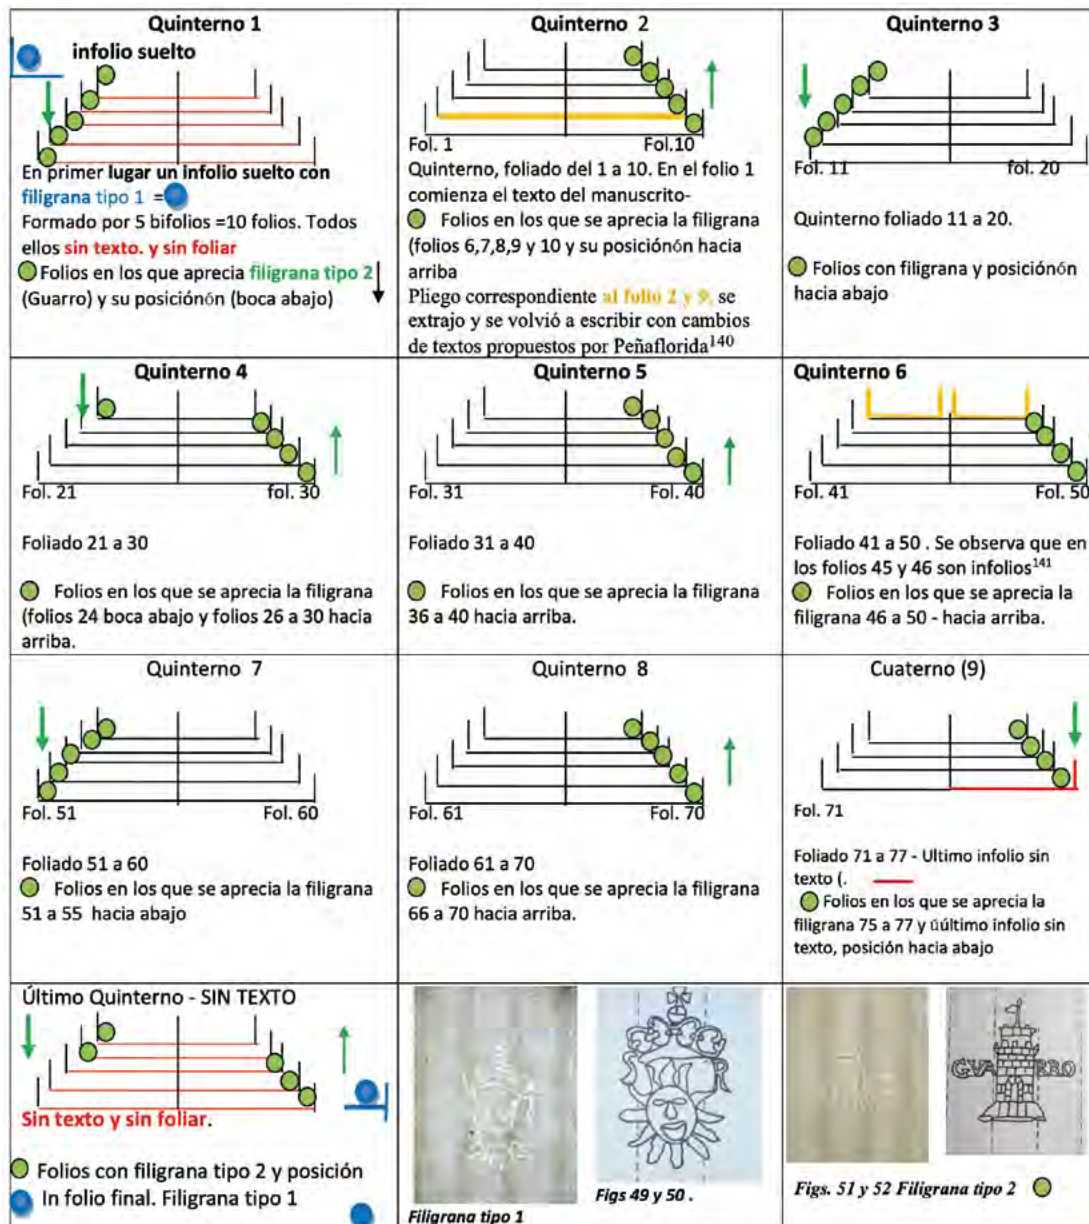 Quinterno 1
infolio suelto
En primer lugar un infolio suelto con
filigrana tipo 1 =
Formado por 5 bifolios =10 folios. Todos
ellos sin texto. y sin foliar
Folios en los que aprecia filigrana tipo 2
(Guarro) y su posiciónón (boca abajo)
Quinterno 2
Fol. 1
Fol.10
Quinterno, foliado del 1 a 10. En el folio 1
comienza el texto del manuscrito-
Folios en los que se aprecia la filigrana
(folios 6,7,8,9 y 10 y su posiciónón hacia
arriba
Pliego correspondiente al folio 2 y 9, se
extrajo y se volvió a escribir con cambios
de textos propuestos por Peñaflorida140
Quinterno 3
Fol. 11
fol. 20
Quinterno foliado 11 a 20.
Folios con filigrana y posiciónón
hacia abajo
Quinterno 4
Fol. 21
fol. 30
Foliado 21 a 30
Folios en los que se aprecia la filigrana
(folios 24 boca abajo y folios 26 a 30 hacia
arriba.
Quinterno 5
Fol. 31
Fol. 40
Foliado 31 a 40
Folios en los que se aprecia la filigrana
36 a 40 hacia arriba.
Quinterno 6
Fol. 41
Fol. 50
Foliado 41 a 50 . Se observa que en
los folios 45 y 46 son infolios141
Folios en los que se aprecia la
filigrana 46 a 50 - hacia arriba.
Quinterno 7
Fol. 51
Fol. 60
Foliado 51 a 60
Folios en los que se aprecia la filigrana
51 a 55 hacia abajo
Quinterno 8
Fol. 61
Fol. 70
Foliado 61 a 70
Folios en los que se aprecia la filigrana
66 a 70 hacia arriba.
Cuaterno (9)
Fol. 71
Foliado 71 a 77 - Ultimo infolio sin
texto (.
Folios en los que se aprecia la
filigrana 75 a 77 y úúltimo infolio sin
texto, posición hacia abajo
Último Quinterno - SIN TEXTO
Sin texto y sin foliar.
Folios con filigrana tipo 2 y posición
In folio final. Filigrana tipo 1
R
Figs 49 y 50 .
Filigrana tipo 1
GUARRO
Figs. 51 y 52 Filigrana tipo 2